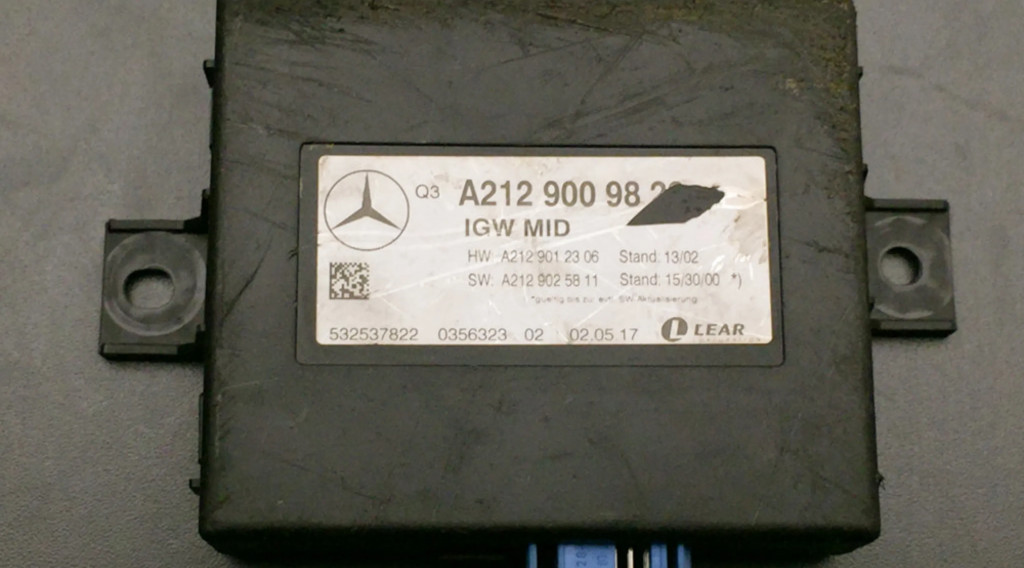 Q3 A212 900 98
IGW MID
HW: A212 901 23 06 Stand: 13/02
SW: A212 902 58 11 Stand: 15/30/00 *)
532537822 0356323 02 02.05.17 LEAR